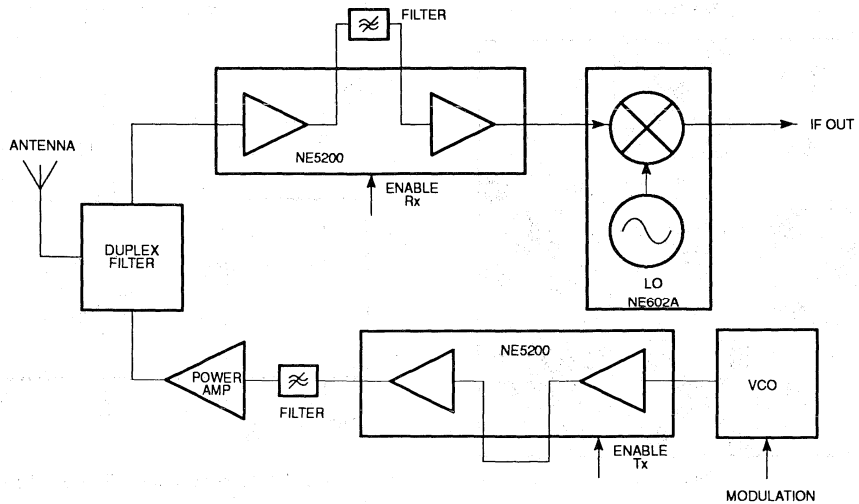 FILTER
ANTENNA
NE5200
IF OUT
ENABLE
Rx
DUPLEX
FILTER
LO
NE602A
NE5200
POWER
AMP
FILTER
VCO
ENABLE
Tx
MODULATION